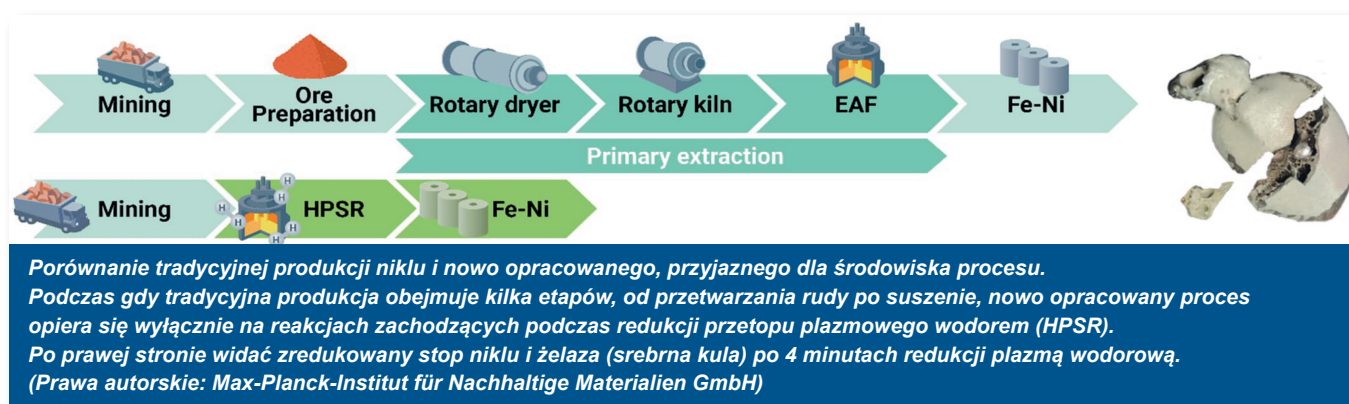 Mining
Ore
Preparation
Rotary dryer
Rotary kiln
EAF
Fe-Ni
Primary extraction
Mining
H
H
H
H
H
HPSR
Fe-Ni
Porównanie tradycyjnej produkcji niklu i nowo opracowanego, przyjaznego dla środowiska procesu.
Podczas gdy tradycyjna produkcja obejmuje kilka etapów, od przetwarzania rudy po suszenie, nowo opracowany proces
opiera się wyłącznie na reakcjach zachodzących podczas redukcji przetopu plazmowego wodorem (HPSR).
Po prawej stronie widać zredukowany stop niklu i żelaza (srebrna kula) po 4 minutach redukcji plazmą wodorową.
(Prawa autorskie: Max-Planck-Institut für Nachhaltige Materialien GmbH)